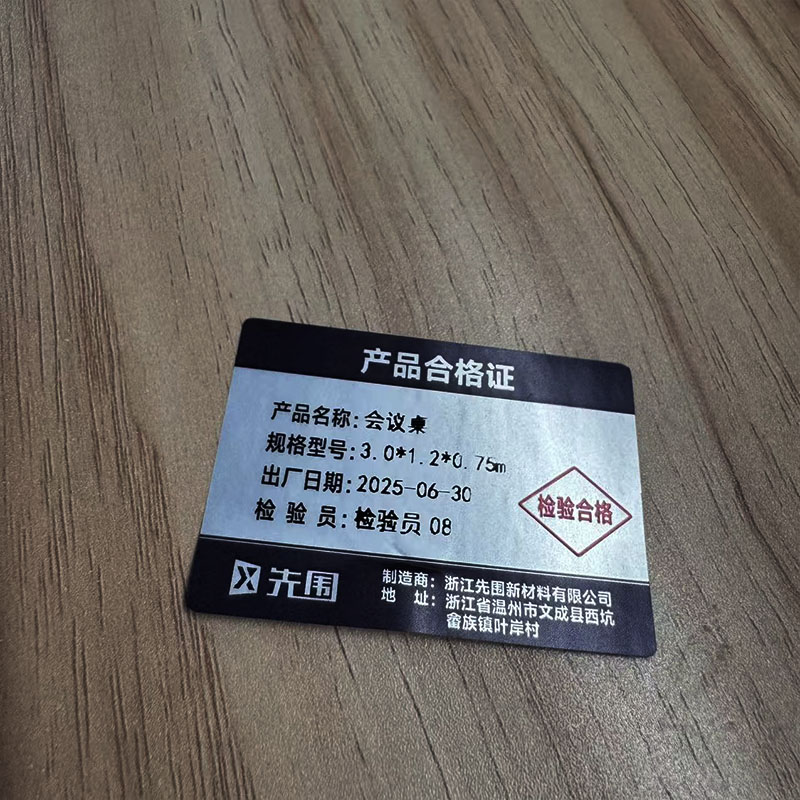 产品合格证
产品名称:会议桌
规格型号:3.0*1.2*0.75m
出厂日期:2025-06-30
检 验 员:检验员 08
检验合格
先围
制造商：浙江先围新材料有限公司
地 址：浙江省温州市文成县西坑
畲族镇叶岸村